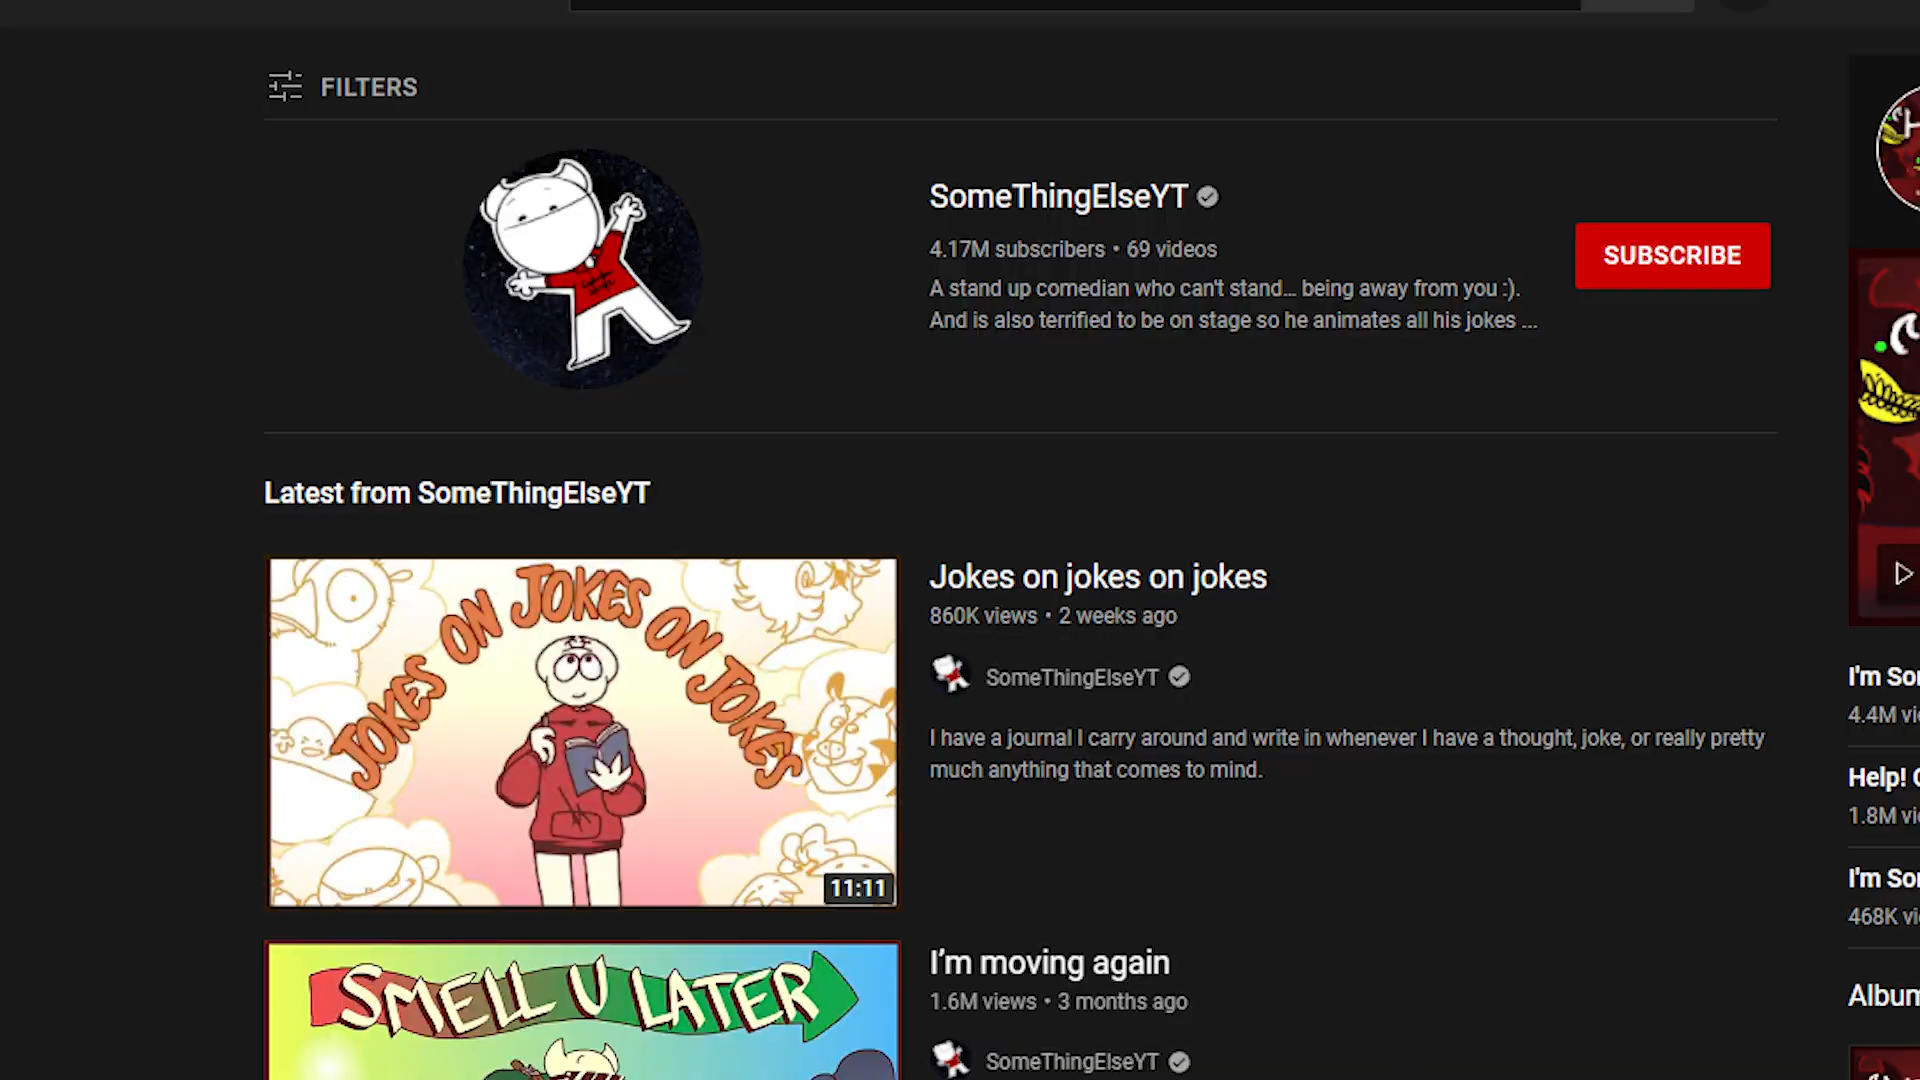 FILTERS
SomeThingElseYT
4.17M subscribers • 69 videos
A stand up comedian who can't stand... being away from you :).
And is also terrified to be on stage so he animates all his jokes ...
SUBSCRIBE
Latest from SomeThingElseYT
JOKES ON JOKES ON JOKES
11:11
Jokes on jokes on jokes
860K views • 2 weeks ago
SomeThingElseYT
I have a journal I carry around and write in whenever I have a thought, joke, or really pretty
much anything that comes to mind.
SMELL U LATER
I’m moving again
1.6M views • 3 months ago
SomeThingElseYT
I'm
4.4M
Help!
1.8M
I'm
468K